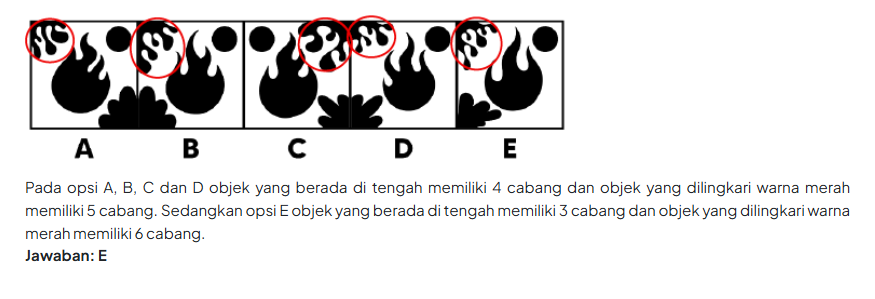 A B C D E
Pada opsi A, B, C dan D objek yang berada di tengah memiliki 4 cabang dan objek yang dilingkari warna merah
memiliki 5 cabang. Sedangkan opsi E objek yang berada di tengah memiliki 3 cabang dan objek yang dilingkari warna
merah memiliki 6 cabang.
Jawaban: E